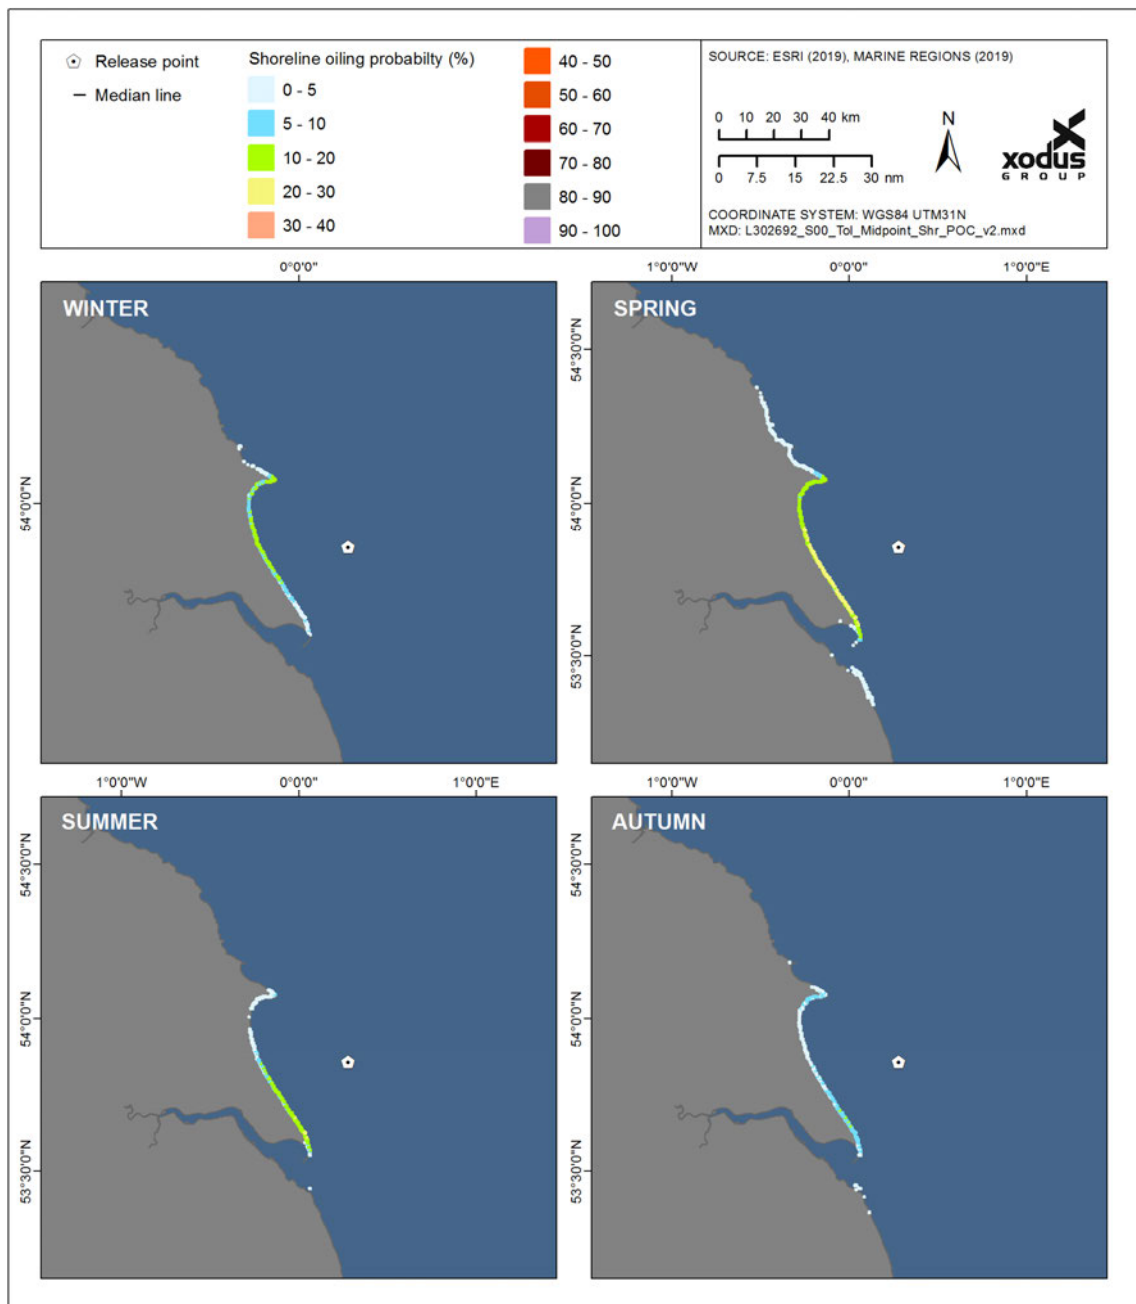 Release point
Median line
Shoreline oiling probabilty (%)
0 - 5
5 - 10
10 - 20
20 - 30
30 - 40
40 - 50
50 - 60
60 - 70
70 - 80
80 - 90
90 - 100
SOURCE: ESRI (2019), MARINE REGIONS (2019)
0 10 20 30 40 km
0 7.5 15 22.5 30 nm
N
xodus
GROUP
COORDINATE SYSTEM: WGS84 UTM31N
MXD: L302692_S00_Tol_Midpoint_Shr_POC_v2.mxd
0°0'0"
WINTER
54°0'0"N
1°0'0"W 0°0'0"N 1°0'0"E
SPRING
54°30'0"N
54°0'0"N
53°30'0"N
1°0'0"W 0°0'0"N 1°0'0"E
SUMMER
54°30'0"N
54°0'0"N
53°30'0"N
1°0'0"W 0°0'0"N 1°0'0"E
AUTUMN
54°30'0"N
54°0'0"N
53°30'0"N